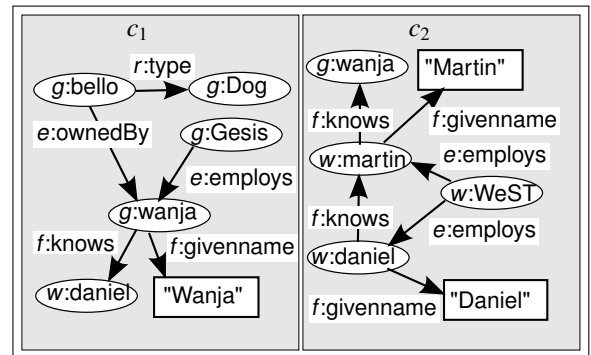 c1
r:type
g:bello
g:Dog
e:ownedBy
g:Gesis
e:employs
g:wanja
f:knows
f:givenname
w:daniel
"Wanja"
c2
g:wanja
"Martin"
f:knows
f:givenname
w:martin
e:employs
w:WeST
f:knows
e:employs
w:daniel
f:givenname
"Daniel"